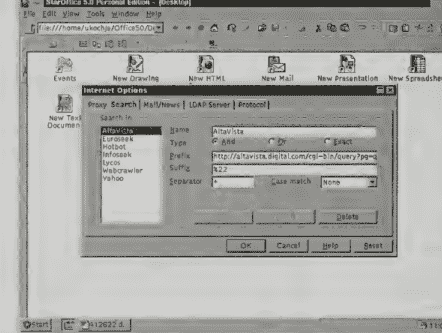 StarOffice 5.0 Personal Edition - [Desktop]
File Edit View Tools Window Help
file:///home/ukochja/Office50/De
Events New Drawing New HTML New Mail New Presentation New Spreadshe
New Text
Documen
Internet Options
Proxy Search Mail/News LDAP Server Protocol
Search in
AltaVista
Euroseek
Hotbot
Infoseek
Lycos
Webcrawler
Yahoo
Name AltaVista
Type And Or Exact
Prefix http://altavista.digital.com/cgi-bin/query?pg=q
Suffix %22
Separator + Case match None
Delete
OK Cancel Help Reset
Start 412622.d